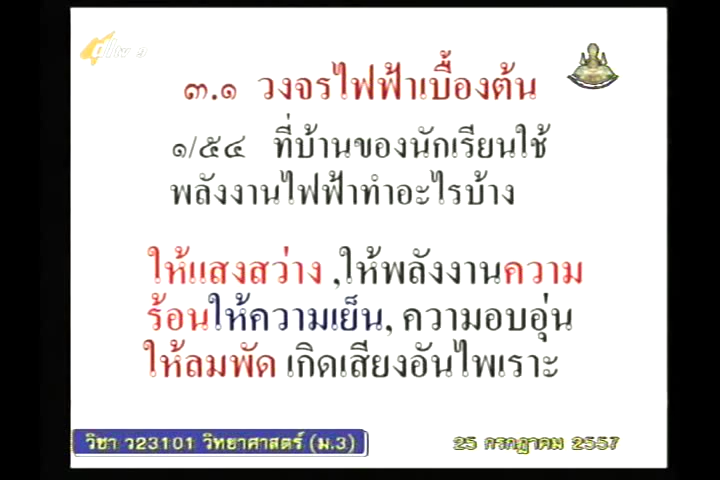 ๓.๑ วงจรไฟฟ้าเบื้องต้น
๑/๕๔ ที่บ้านของนักเรียนใช้
พลังงานไฟฟ้าทำอะไรบ้าง
ให้แสงสว่าง ,ให้พลังงานความ
ร้อนให้ความเย็น, ความอบอุ่น
ให้ลมพัด เกิดเสียงอันไพเราะ
วิชา ว23101 วิทยาศาสตร์ (ม.3)
25 กรกฎาคม 2557